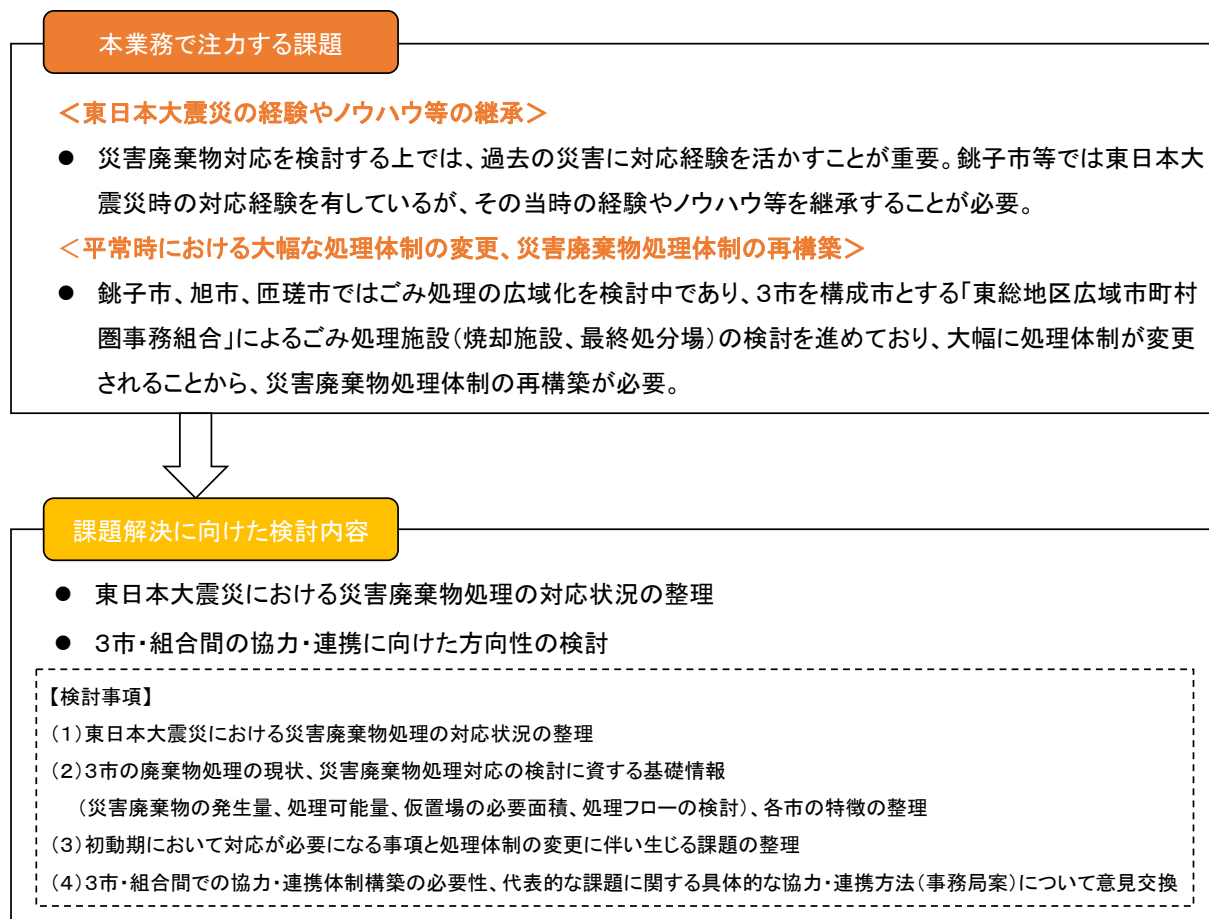 本業務で注力する課題
＜東日本大震災の経験やノウハウ等の継承＞
● 災害廃棄物対応を検討する上では、過去の災害に対応経験を活かすことが重要。銚子市等では東日本大
震災時の対応経験を有しているが、その当時の経験やノウハウ等を継承することが必要。
＜平常時における大幅な処理体制の変更、災害廃棄物処理体制の再構築＞
● 銚子市、旭市、匝瑳市ではごみ処理の広域化を検討中であり、3市を構成市とする「東総地区広域市町村
圏事務組合」によるごみ処理施設（焼却施設、最終処分場）の検討を進めており、大幅に処理体制が変更
されることから、災害廃棄物処理体制の再構築が必要。
課題解決に向けた検討内容
● 東日本大震災における災害廃棄物処理の対応状況の整理
● 3市・組合間の協力・連携に向けた方向性の検討
【検討事項】
（1）東日本大震災における災害廃棄物処理の対応状況の整理
（2）3市の廃棄物処理の現状、災害廃棄物処理対応の検討に資する基礎情報
（災害廃棄物の発生量、処理可能量、仮置場の必要面積、処理フローの検討）、各市の特徴の整理
（3）初動期において対応が必要になる事項と処理体制の変更に伴い生じる課題の整理
（4）3市・組合間での協力・連携体制構築の必要性、代表的な課題に関する具体的な協力・連携方法（事務局案）について意見交換